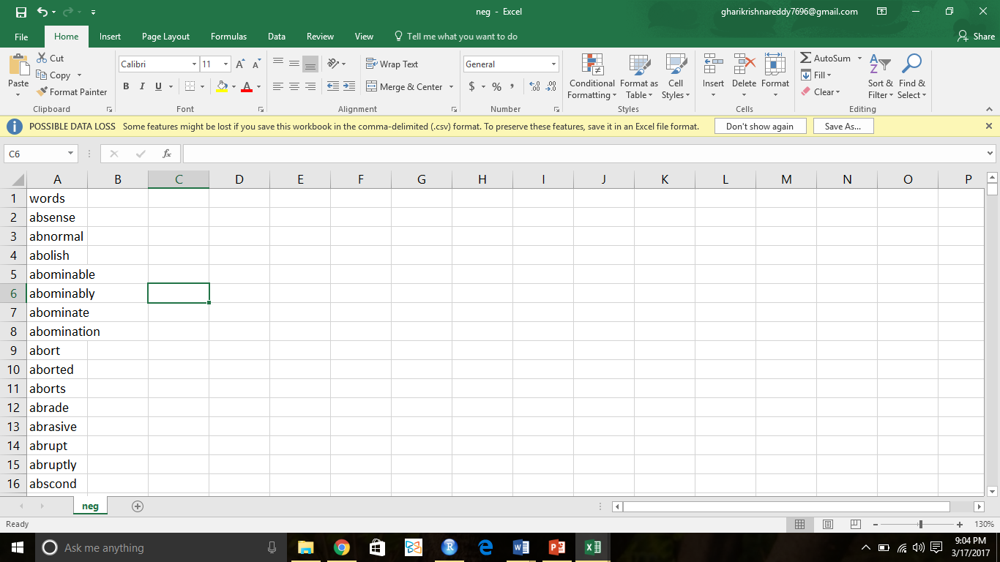 neg - Excel
gharikrishnareddy7696@gmail.com
File Home Insert Page Layout Formulas Data Review View Tell me what you want to do Share
Paste
Cut
Copy
Format Painter
Clipboard
Calibri 11
B I U
Font
Wrap Text
Merge & Center
Alignment
General
$ % ,
Number
Conditional Formatting
Format as Table
Cell Styles
Styles
Insert Delete Format
Cells
AutoSum
Fill
Clear
Sort & Filter
Find & Select
Editing
POSSIBLE DATA LOSS Some features might be lost if you save this workbook in the comma-delimited (.csv) format. To preserve these features, save it in an Excel file format. Don't show again Save As...
C6 fx
A B C D E F G H I J K L M N O P
1 words
2 absense
3 abnormal
4 abolish
5 abominable
6 abominably
7 abominate
8 abomination
9 abort
10 aborted
11 aborts
12 abrade
13 abrasive
14 abrupt
15 abruptly
16 abscond
neg
Ready 130%
Ask me anything
9:04 PM
3/17/2017